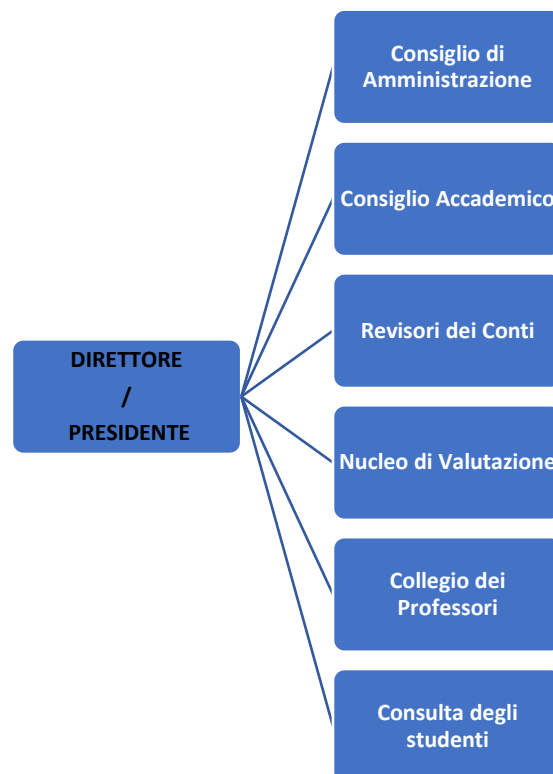 Consiglio di
Amministrazione
Consiglio Accademico
Revisori dei Conti
DIRETTORE
/
PRESIDENTE
Nucleo di Valutazione
Collegio dei
Professori
Consulta degli
studenti